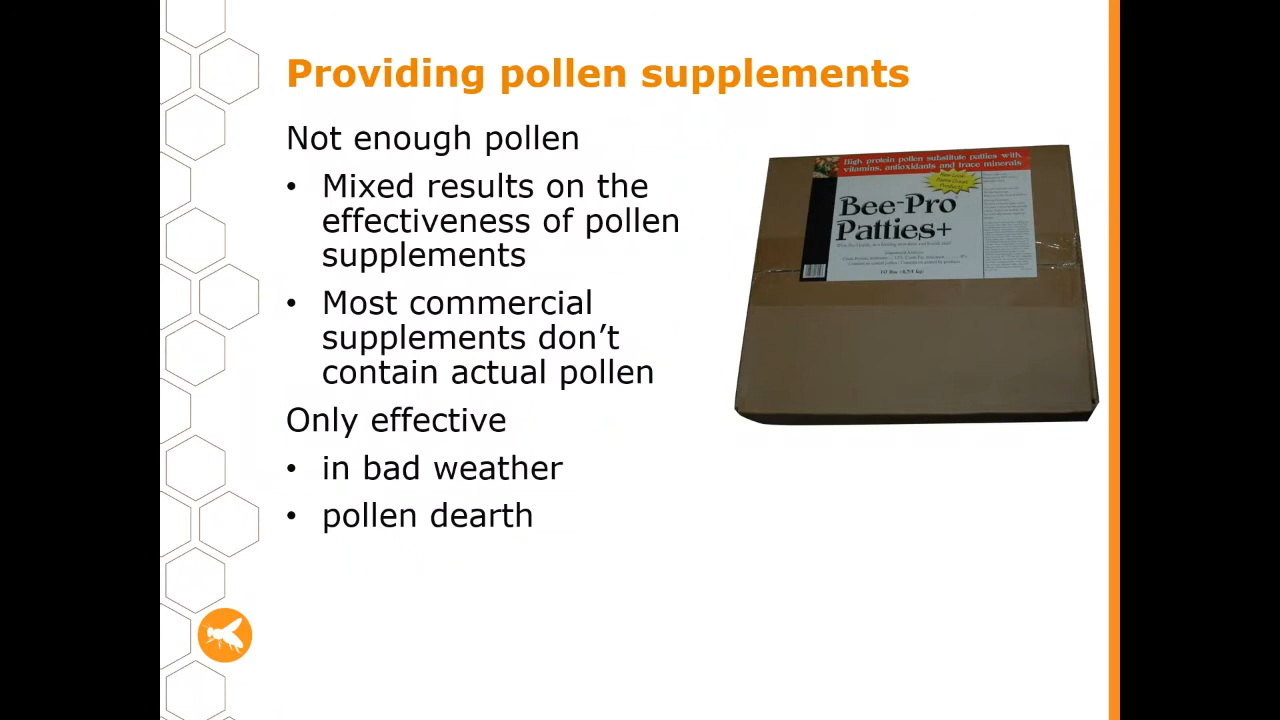 Providing pollen supplements
Not enough pollen
• Mixed results on the
effectiveness of pollen
supplements
• Most commercial
supplements don’t
contain actual pollen
Only effective
• in bad weather
• pollen dearth
High protein pollen substitute patties with
vitamins, antioxidants and trace minerals
Bee-Pro
Patties+